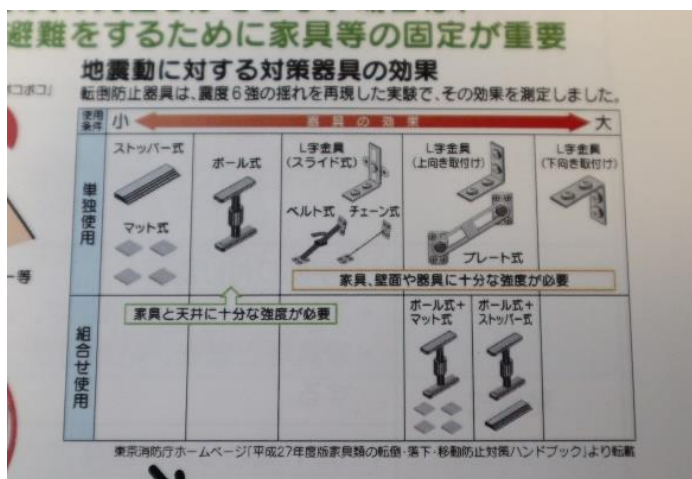 避難をするために家具等の固定が重要
地震動に対する対策器具の効果
転倒防止器具は、震度6強の揺れを再現した実験で、その効果を測定しました。
使用条件
小
器具の効果
大
単独使用
ストッパー式
マット式
ポール式
L字金具
(スライド式)
ベルト式 チェーン式
L字金具
(上向き取付け)
プレート式
L字金具
(下向き取付け)
家具、壁面や器具に十分な強度が必要
家具と天井に十分な強度が必要
組合せ使用
ポール式+
マット式
ポール式+
ストッパー式
東京消防庁ホームページ「平成27年度版家具類の転倒・落下・移動防止対策ハンドブック」より転載